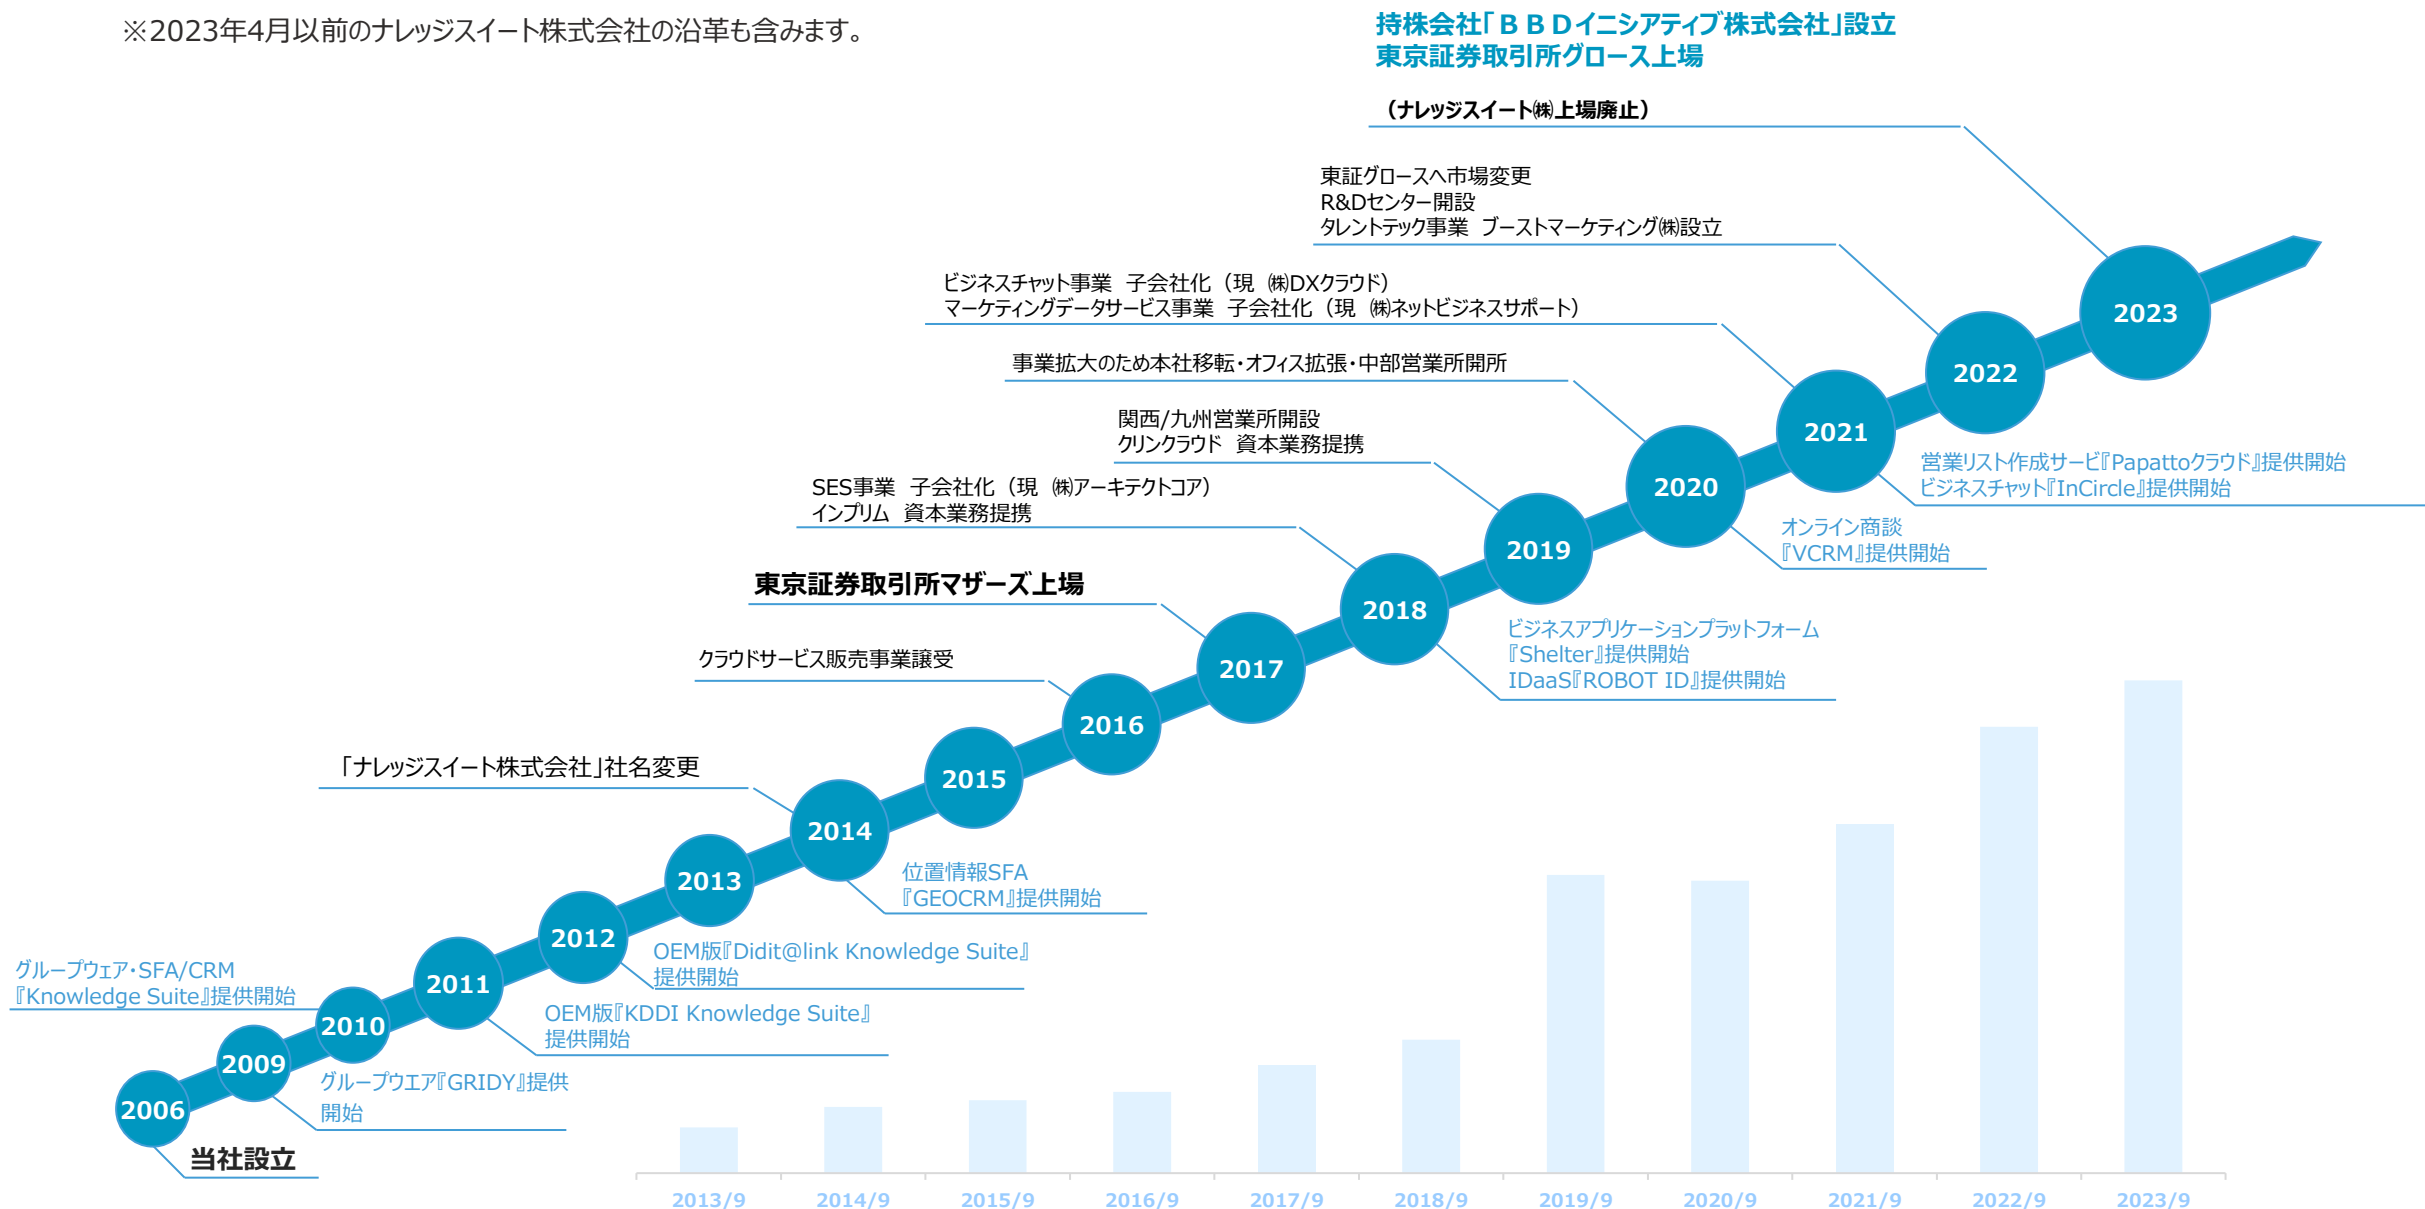 ※2023年4月以前のナレッジスイート株式会社の沿革も含みます。
持株会社「ＢＢＤイニシアティブ株式会社」設立
東京証券取引所グロース上場
（ナレッジスイート㈱上場廃止）
東証グロースへ市場変更
R&Dセンター開設
タレントテック事業　ブーストマーケティング㈱設立
ビジネスチャット事業　子会社化（現　㈱DXクラウド）
マーケティングデータサービス事業　子会社化（現　㈱ネットビジネスサポート）
事業拡大のため本社移転・オフィス拡張・中部営業所開所
関西/九州営業所開設
クリンクラウド　資本業務提携
SES事業　子会社化（現　㈱アーキテクトコア）
インプリム　資本業務提携
東京証券取引所マザーズ上場
クラウドサービス販売事業譲受
「ナレッジスイート株式会社」社名変更
グループウェア・SFA/CRM
『Knowledge Suite』提供開始
2006
2009
2010
2011
2012
2013
2014
2015
2016
2017
2018
2019
2020
2021
2022
2023
当社設立
グループウエア『GRIDY』提供
開始
OEM版『KDDI Knowledge Suite』
提供開始
OEM版『Didit@link Knowledge Suite』
提供開始
位置情報SFA
『GEOCRM』提供開始
ビジネスアプリケーションプラットフォーム
『Shelter』提供開始
IDaaS『ROBOT ID』提供開始
オンライン商談
『VCRM』提供開始
営業リスト作成サービ『Papattoクラウド』提供開始
ビジネスチャット『InCircle』提供開始
2013/9
2014/9
2015/9
2016/9
2017/9
2018/9
2019/9
2020/9
2021/9
2022/9
2023/9